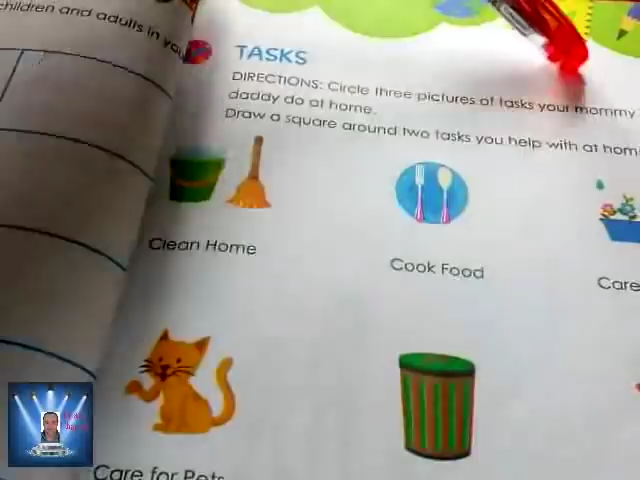 children and adults in you
TASKS
DIRECTIONS: Circle three pictures of tasks your mommy
daddy do at home.
Draw a square around two tasks you help with at hom
Clean Home
Cook Food
Care
Care for Pets